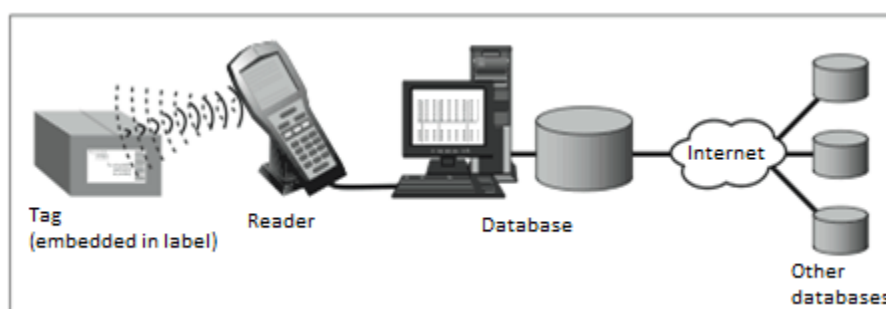 Tag
(embedded in label)
Reader
Database
Internet
Other
databases